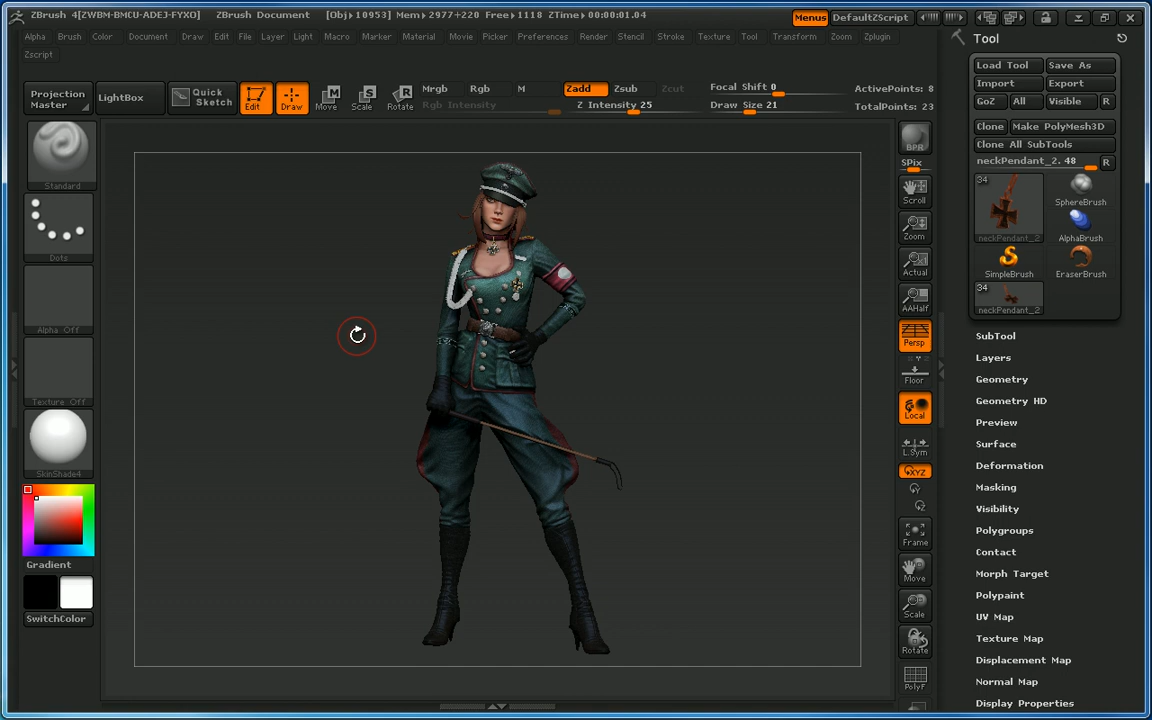 ZBrush 4[ZWBM-BMCU-ADEJ-FYXO] ZBrush Document [Obj▸10953] Mem▸2977+220 Free▸1118 ZTime▸00:00:01.04 Menus DefaultZScript
Alpha Brush Color Document Draw Edit File Layer Light Macro Marker Material Movie Picker Preferences Render Stencil Stroke Texture Tool Transform Zoom Zplugin
Zscript
Projection Master
LightBox
Quick Sketch
Edit
Draw
Move
Scale
Rotate
Mrgb Rgb M
Rgb Intensity
Zadd Zsub Zcut
Z Intensity 25
Focal Shift 0
Draw Size 21
ActivePoints: 8
TotalPoints: 23
Standard
Dots
Alpha Off
Texture Off
SkinShade4
Gradient
SwitchColor
BPR
SPix
Scroll
Zoom
Actual
AAHalf
Persp
Floor
Local
L.Sym
XYZ
Frame
Move
Scale
Rotate
PolyF
Tool
Load Tool Save As
Import Export
GoZ All Visible R
Clone Make PolyMesh3D
Clone All SubTools
neckPendant_2. 48 R
34
neckPendant_2
SphereBrush
AlphaBrush
SimpleBrush
EraserBrush
34
neckPendant_2
SubTool
Layers
Geometry
Geometry HD
Preview
Surface
Deformation
Masking
Visibility
Polygroups
Contact
Morph Target
Polypaint
UV Map
Texture Map
Displacement Map
Normal Map
Display Properties